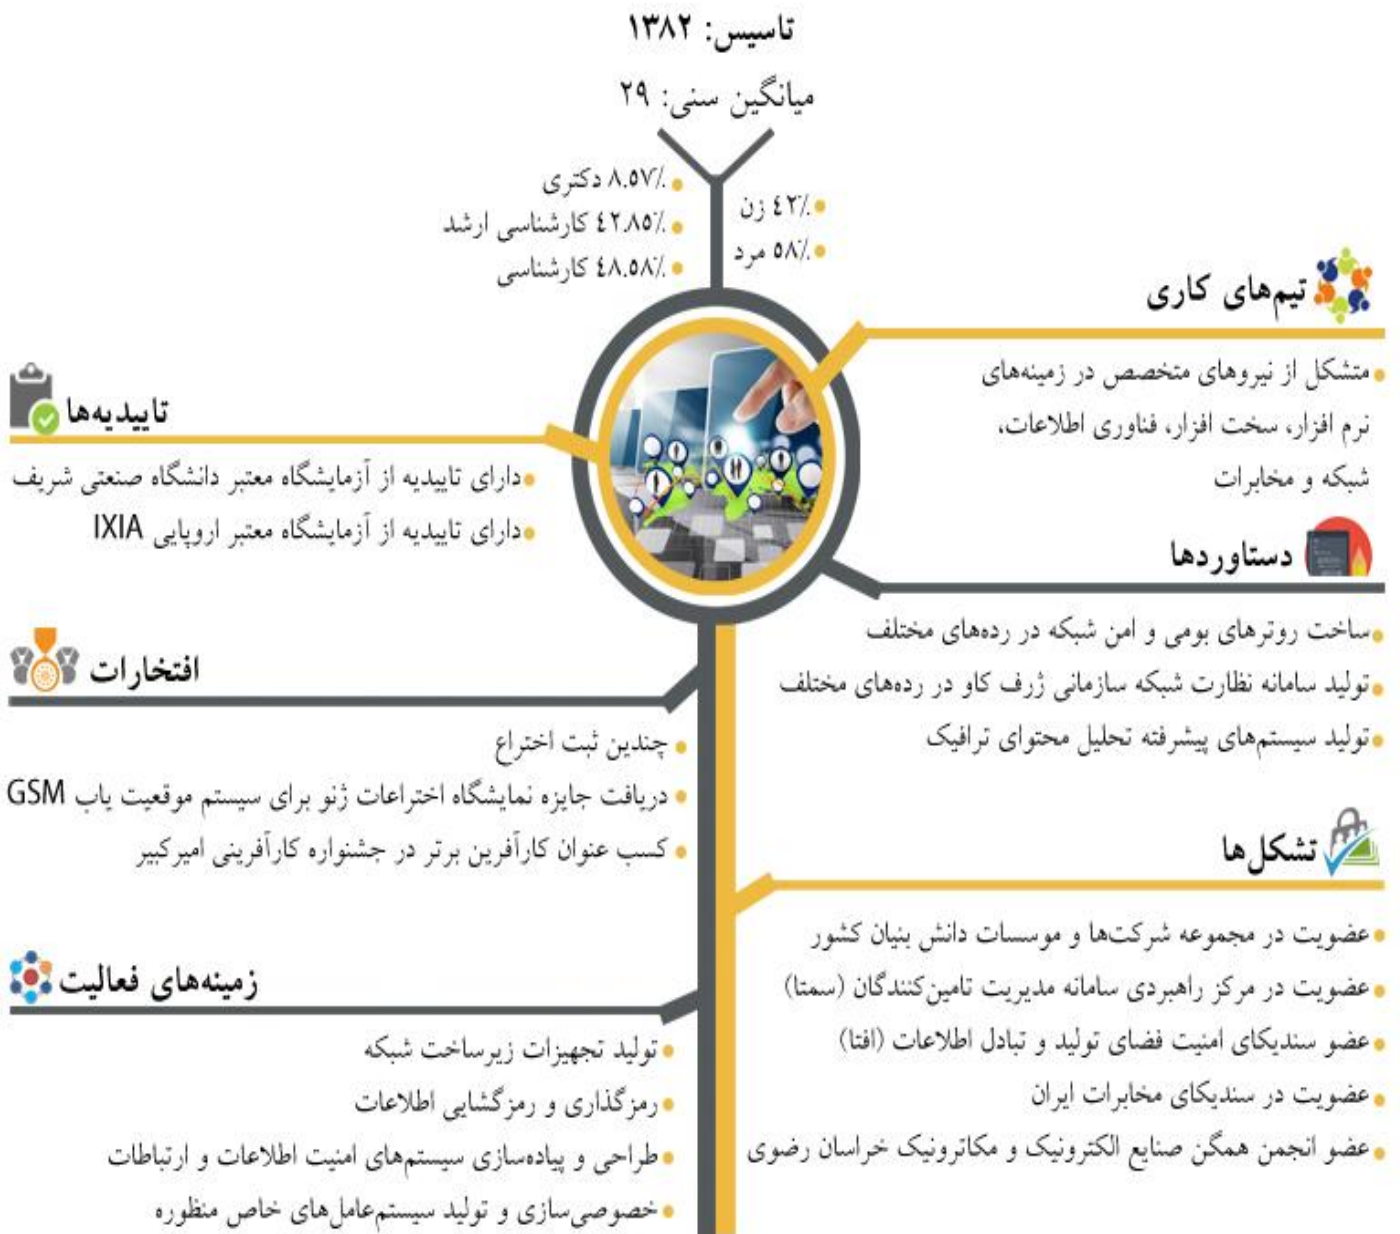 تاسیس: ۱۳۸۲
میانگین سنی: ۲۹
٪۴۲ زن
٪۵۸ مرد
٪۸.۵۷ دکتری
٪۴۲.۸۵ کارشناسی ارشد
٪۴۸.۵۸ کارشناسی
تیم‌های کاری
متشکل از نیروهای متخصص در زمینه‌های
نرم افزار، سخت افزار، فناوری اطلاعات،
شبکه و مخابرات
دستاوردها
ساخت روترهای بومی و امن شبکه در رده‌های مختلف
تولید سامانه نظارت شبکه سازمانی ژرف کاو در رده‌های مختلف
تولید سیستم‌های پیشرفته تحلیل محتوای ترافیک
تشکل‌ها
عضویت در مجموعه شرکت‌ها و موسسات دانش بنیان کشور
عضویت در مرکز راهبردی سامانه مدیریت تامین‌کنندگان (سمتا)
عضو سندیکای امنیت فضای تولید و تبادل اطلاعات (افتا)
عضویت در سندیکای مخابرات ایران
عضو انجمن همگن صنایع الکترونیک و مکاترونیک خراسان رضوی
تاییدیه‌ها
دارای تاییدیه از آزمایشگاه معتبر دانشگاه صنعتی شریف
دارای تاییدیه از آزمایشگاه معتبر اروپایی IXIA
افتخارات
چندین ثبت اختراع
دریافت جایزه نمایشگاه اختراعات ژنو برای سیستم موقعیت یاب GSM
کسب عنوان کارآفرین برتر در جشنواره کارآفرینی امیرکبیر
زمینه‌های فعالیت
تولید تجهیزات زیرساخت شبکه
رمزگذاری و رمزگشایی اطلاعات
طراحی و پیاده‌سازی سیستم‌های امنیت اطلاعات و ارتباطات
خصوصی‌سازی و تولید سیستم‌عامل‌های خاص منظوره